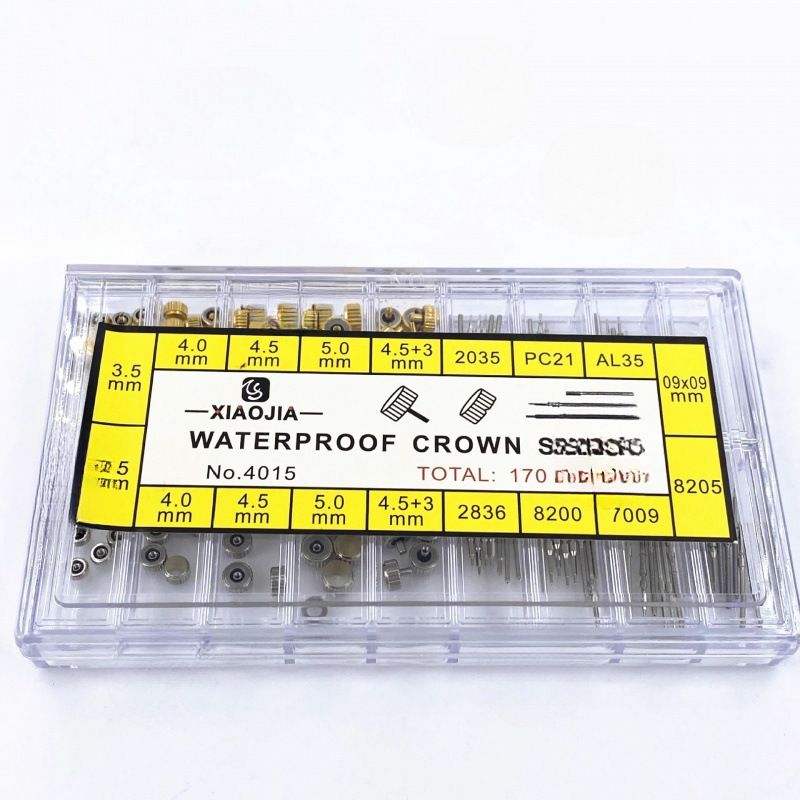 4.0 mm 4.5 mm 5.0 mm 4.5+3 mm 2035 PC21 AL35
3.5 mm
09x09 mm
XIAOJIA
WATERPROOF CROWN
No.4015 TOTAL: 170
8205
4.0 mm 4.5 mm 5.0 mm 4.5+3 mm 2836 8200 7009